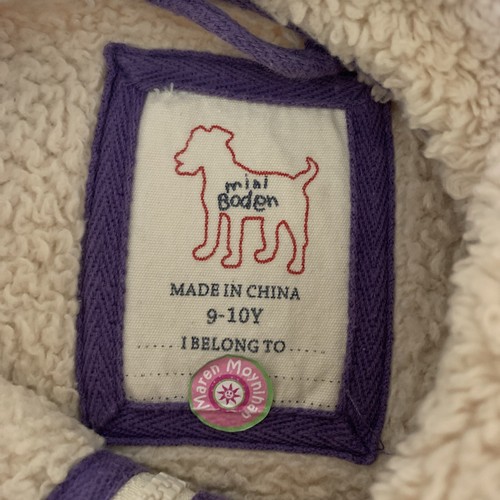 mini
Boden
MADE IN CHINA
9-10Y
I BELONG TO
Maren Moynihan